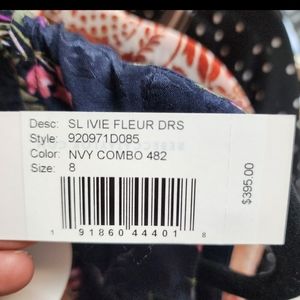 Desc: SL IVIE FLEUR DRS
Style: 920971D085
Color: NVY COMBO 482
Size: 8
$395.00
1 91860 44401 8